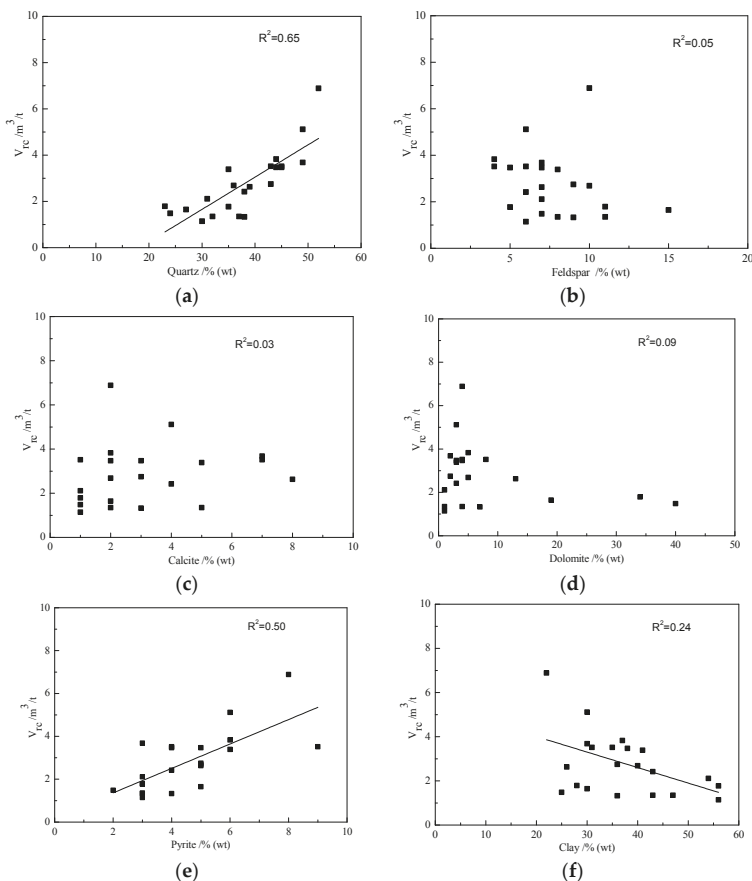 R²=0.65
V_rc /m³/t
10
8
6
4
2
0
0 10 20 30 40 50 60
Quartz /% (wt)
(a)
R²=0.05
V_rc /m³/t
10
8
6
4
2
0
0 5 10 15 20
Feldspar /% (wt)
(b)
R²=0.03
V_rc /m³/t
10
8
6
4
2
0
0 2 4 6 8 10
Calcite /% (wt)
(c)
R²=0.09
V_rc /m³/t
10
8
6
4
2
0
0 10 20 30 40 50
Dolomite /% (wt)
(d)
R²=0.50
V_rc /m³/t
10
8
6
4
2
0
0 2 4 6 8 10
Pyrite /% (wt)
(e)
R²=0.24
V_rc /m³/t
10
8
6
4
2
0
0 10 20 30 40 50 60
Clay /% (wt)
(f)